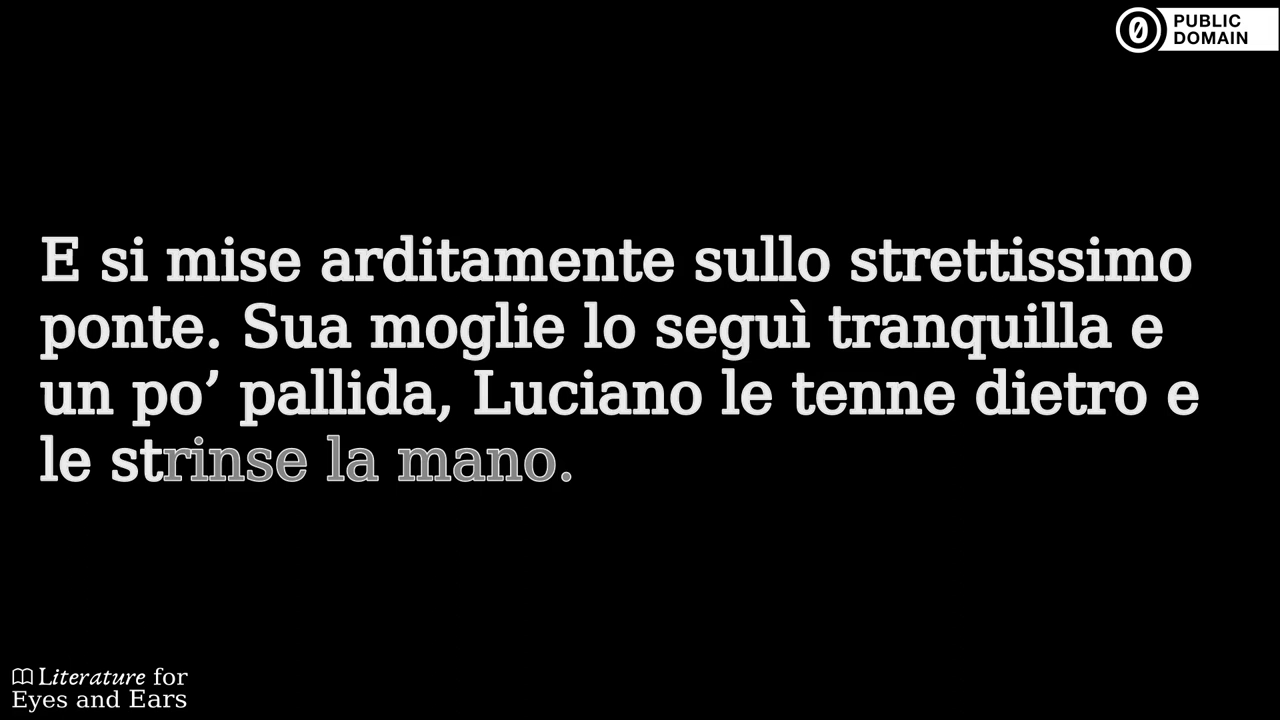 PUBLIC
DOMAIN
E si mise arditamente sullo strettissimo
ponte. Sua moglie lo seguì tranquilla e
un po’ pallida, Luciano le tenne dietro e
le strinse la mano.
Literature for
Eyes and Ears